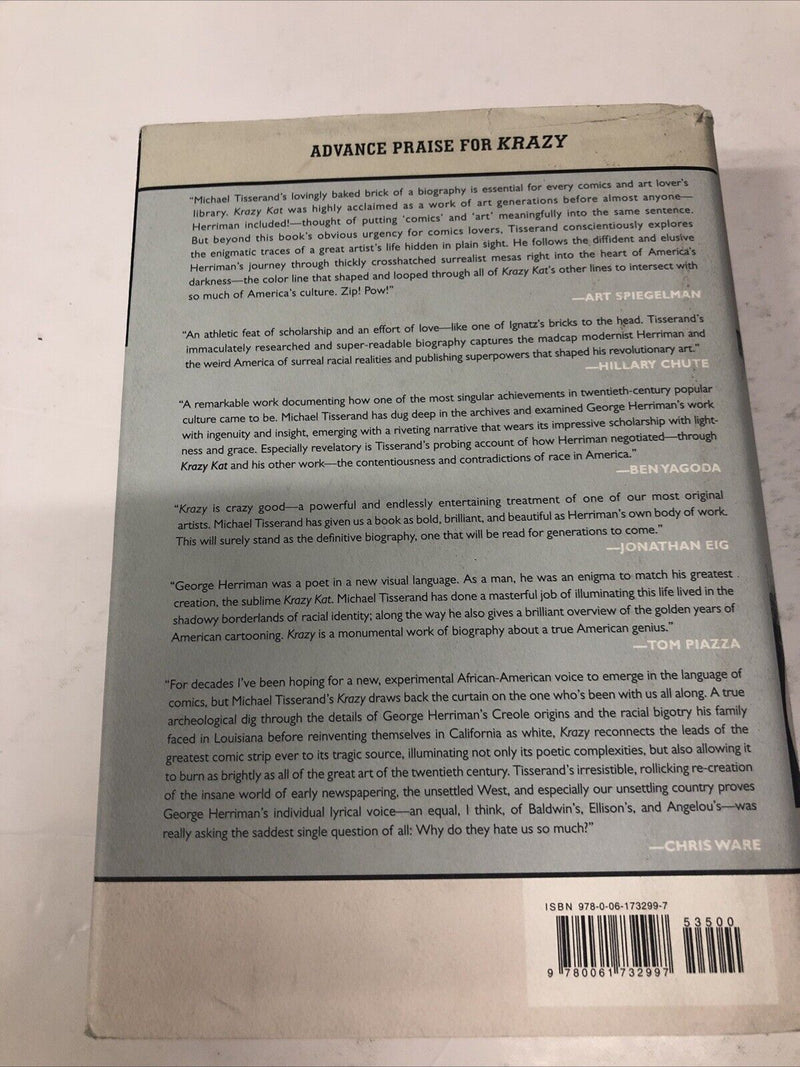 ADVANCE PRAISE FOR KRAZY
“Michael Tisserand’s lovingly baked brick of a biography is essential for every comics and art lover’s
library. Krazy Kat was highly acclaimed as a work of art generations before almost anyone—
Herriman included!—thought of putting ‘comics’ and ‘art’ meaningfully into the same sentence.
But beyond this book’s obvious urgency for comics lovers, Tisserand conscientiously explores
the enigmatic traces of a great artist’s life hidden in plain sight. He follows the diffident and elusive
Herriman’s journey through thickly crosshatched surrealist mesas right into the heart of America’s
darkness—the color line that shaped and looped through all of Krazy Kat’s other lines to intersect with
so much of America’s culture. Zip! Pow!”
—ART SPIEGELMAN
“An athletic feat of scholarship and an effort of love—like one of Ignatz’s bricks to the head. Tisserand’s
immaculately researched and super-readable biography captures the madcap modernist Herriman and
the weird America of surreal racial realities and publishing superpowers that shaped his revolutionary art.”
—HILLARY CHUTE
“A remarkable work documenting how one of the most singular achievements in twentieth-century popular
culture came to be. Michael Tisserand has dug deep in the archives and examined George Herriman’s work
with ingenuity and insight, emerging with a riveting narrative that wears its impressive scholarship with light-
ness and grace. Especially revelatory is Tisserand’s probing account of how Herriman negotiated—through
Krazy Kat and his other work—the contentiousness and contradictions of race in America.”
—BEN YAGODA
“Krazy is crazy good—a powerful and endlessly entertaining treatment of one of our most original
artists. Michael Tisserand has given us a book as bold, brilliant, and beautiful as Herriman’s own body of work.
This will surely stand as the definitive biography, one that will be read for generations to come.”
—JONATHAN EIG
“George Herriman was a poet in a new visual language. As a man, he was an enigma to match his greatest
creation, the sublime Krazy Kat. Michael Tisserand has done a masterful job of illuminating this life lived in the
shadowy borderlands of racial identity; along the way he also gives a brilliant overview of the golden years of
American cartooning. Krazy is a monumental work of biography about a true American genius.”
—TOM PIAZZA
“For decades I’ve been hoping for a new, experimental African-American voice to emerge in the language of
comics, but Michael Tisserand’s Krazy draws back the curtain on the one who’s been with us all along. A true
archeological dig through the details of George Herriman’s Creole origins and the racial bigotry his family
faced in Louisiana before reinventing themselves in California as white, Krazy reconnects the leads of the
greatest comic strip ever to its tragic source, illuminating not only its poetic complexities, but also allowing it
to burn as brightly as all of the great art of the twentieth century. Tisserand’s irresistible, rollicking re-creation
of the insane world of early newspapering, the unsettled West, and especially our unsettling country proves
George Herriman’s individual lyrical voice—an equal, I think, of Baldwin’s, Ellison’s, and Angelou’s—was
really asking the saddest single question of all: Why do they hate us so much?”
—CHRIS WARE
ISBN 978-0-06-173299-7
53500
9 780061 732997